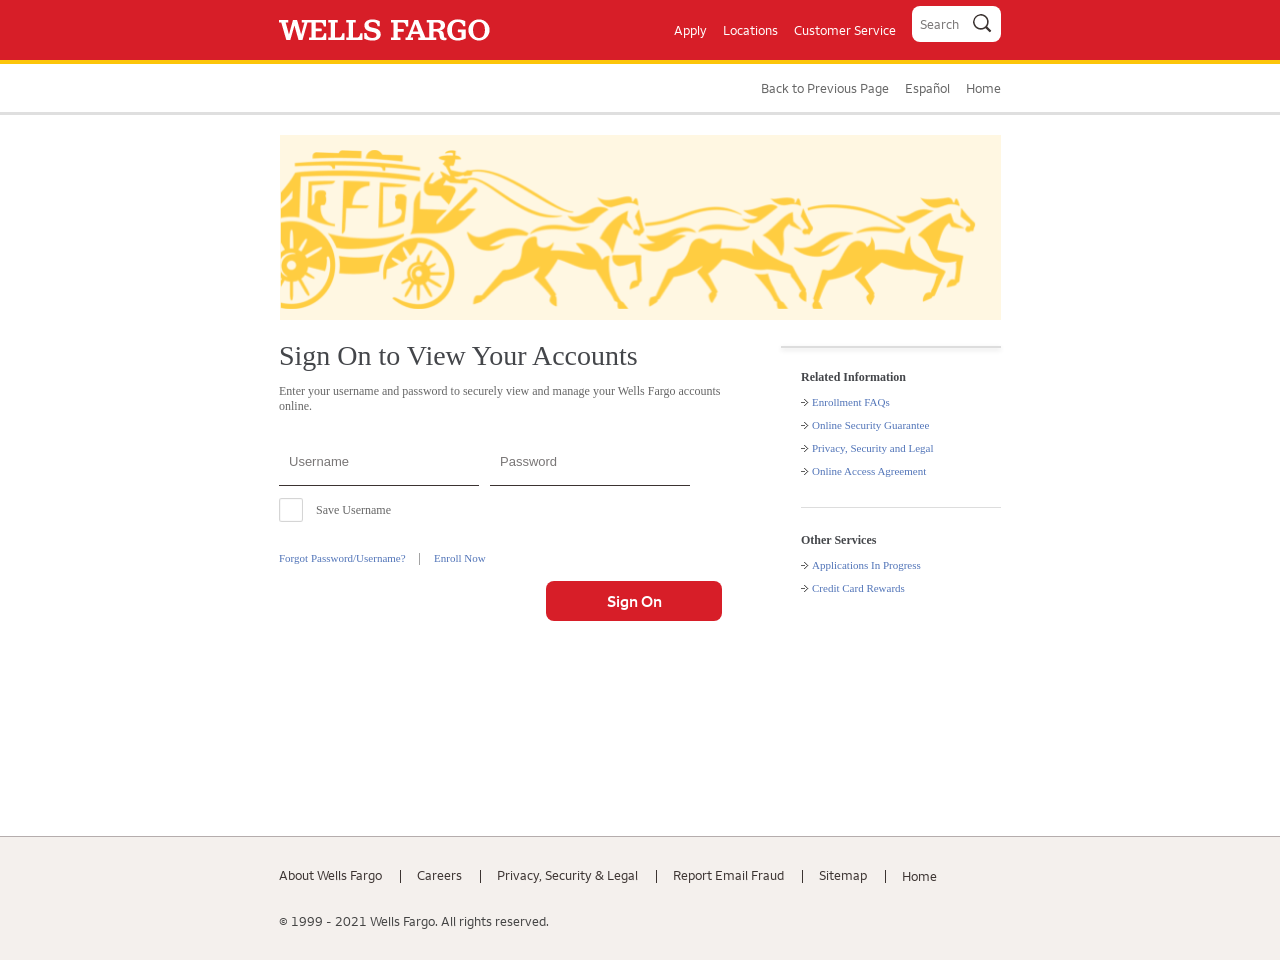 WELLS FARGO
Apply Locations Customer Service Search
Back to Previous Page Español Home
Sign On to View Your Accounts
Enter your username and password to securely view and manage your Wells Fargo accounts
online.
Username Password
Save Username
Forgot Password/Username? Enroll Now
Sign On
Related Information
Enrollment FAQs
Online Security Guarantee
Privacy, Security and Legal
Online Access Agreement
Other Services
Applications In Progress
Credit Card Rewards
About Wells Fargo Careers Privacy, Security & Legal Report Email Fraud Sitemap Home
© 1999 - 2021 Wells Fargo. All rights reserved.